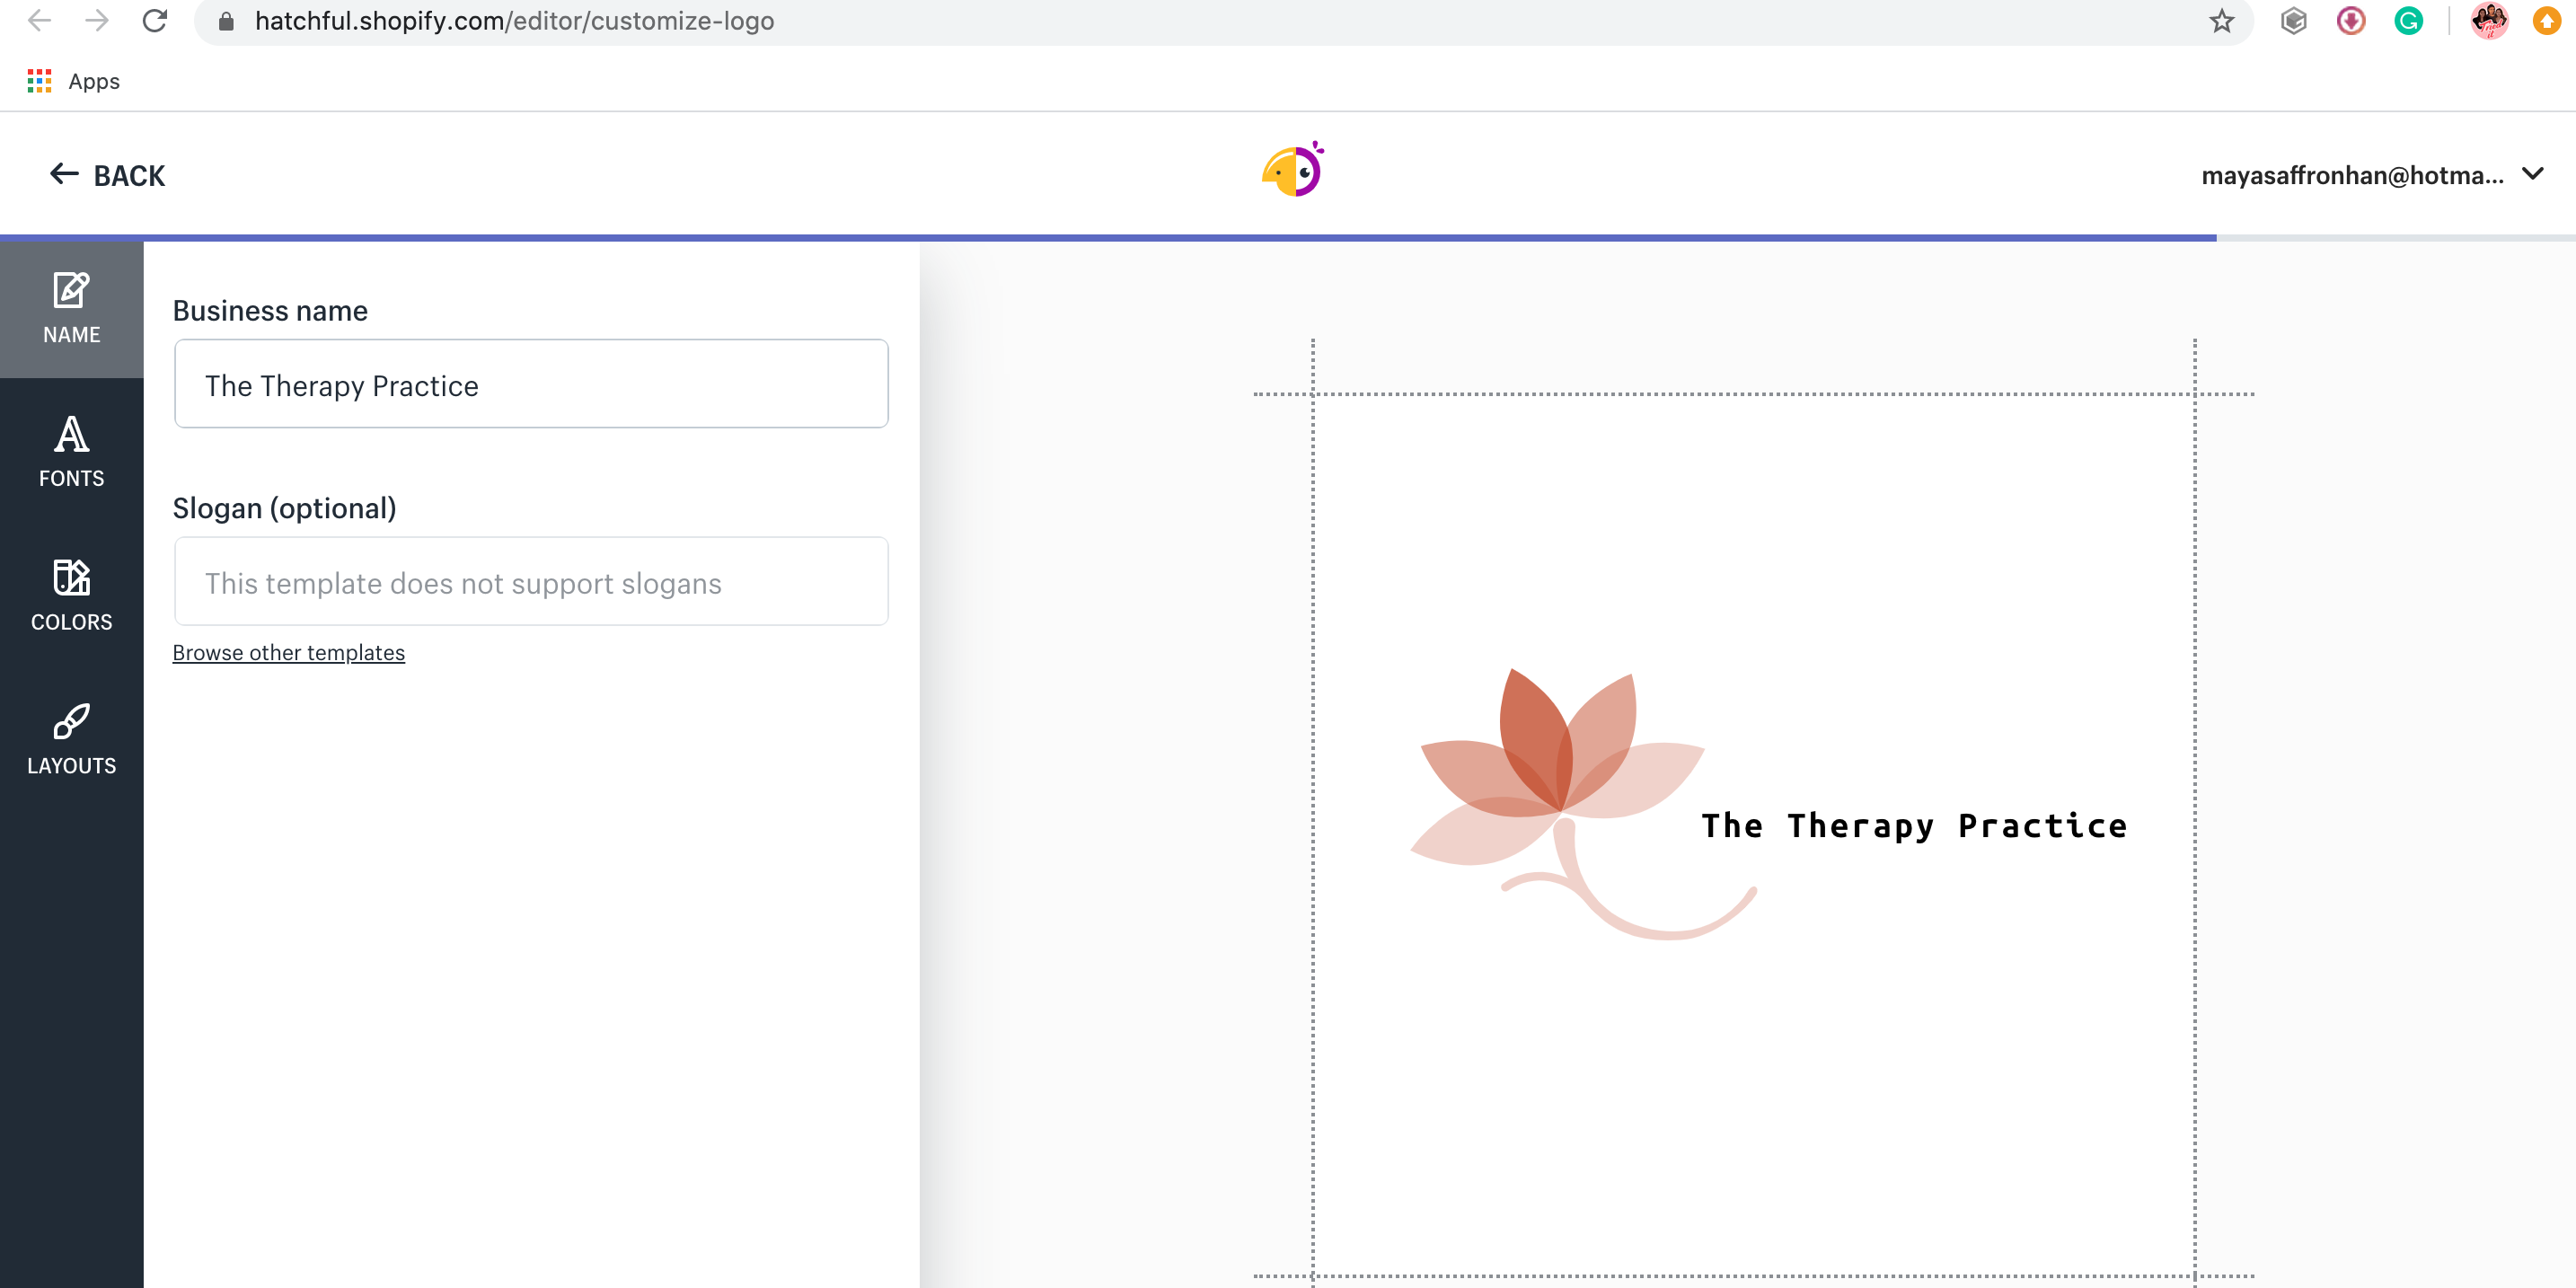 hatchful.shopify.com/editor/customize-logo
Apps
BACK
mayasaffronhan@hotma...
NAME
FONTS
COLORS
LAYOUTS
Business name
The Therapy Practice
Slogan (optional)
This template does not support slogans
Browse other templates
The Therapy Practice